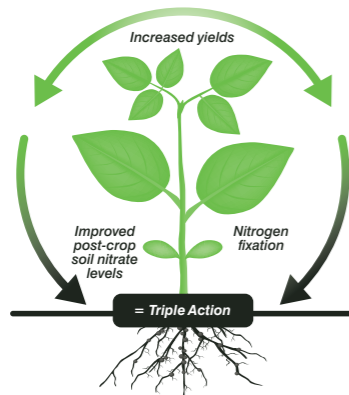 Increased yields
Improved
post-crop
soil nitrate
levels
Nitrogen
fixation
= Triple Action